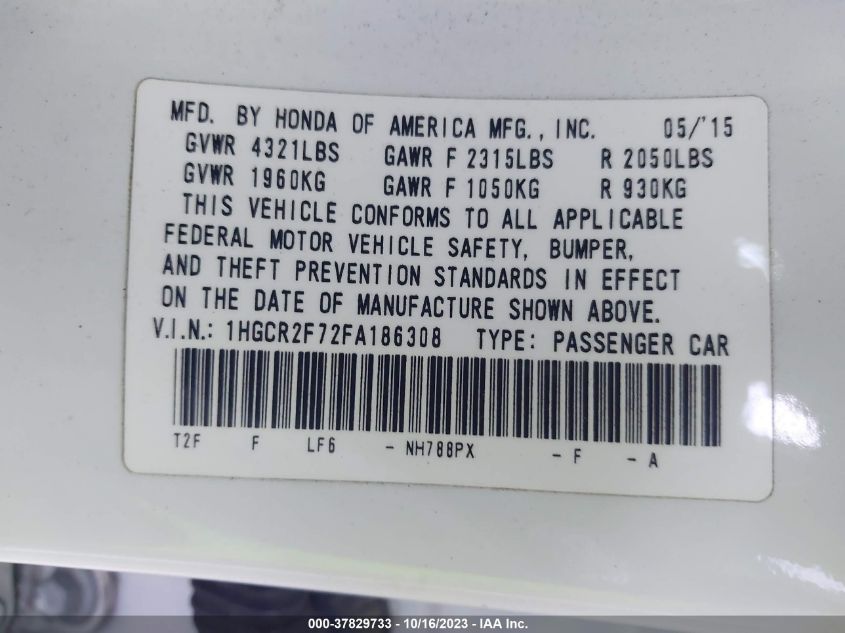 MFD. BY HONDA OF AMERICA MFG., INC. 05/'15
GVWR 4321LBS GAWR F 2315LBS R 2050LBS
GVWR 1960KG GAWR F 1050KG R 930KG
THIS VEHICLE CONFORMS TO ALL APPLICABLE
FEDERAL MOTOR VEHICLE SAFETY, BUMPER,
AND THEFT PREVENTION STANDARDS IN EFFECT
ON THE DATE OF MANUFACTURE SHOWN ABOVE.
V.I.N.: 1HGCR2F72FA186308 TYPE: PASSENGER CAR
T2F F LF6 - NH788PX - F - A
000-37829733 - 10/16/2023 - IAA Inc.